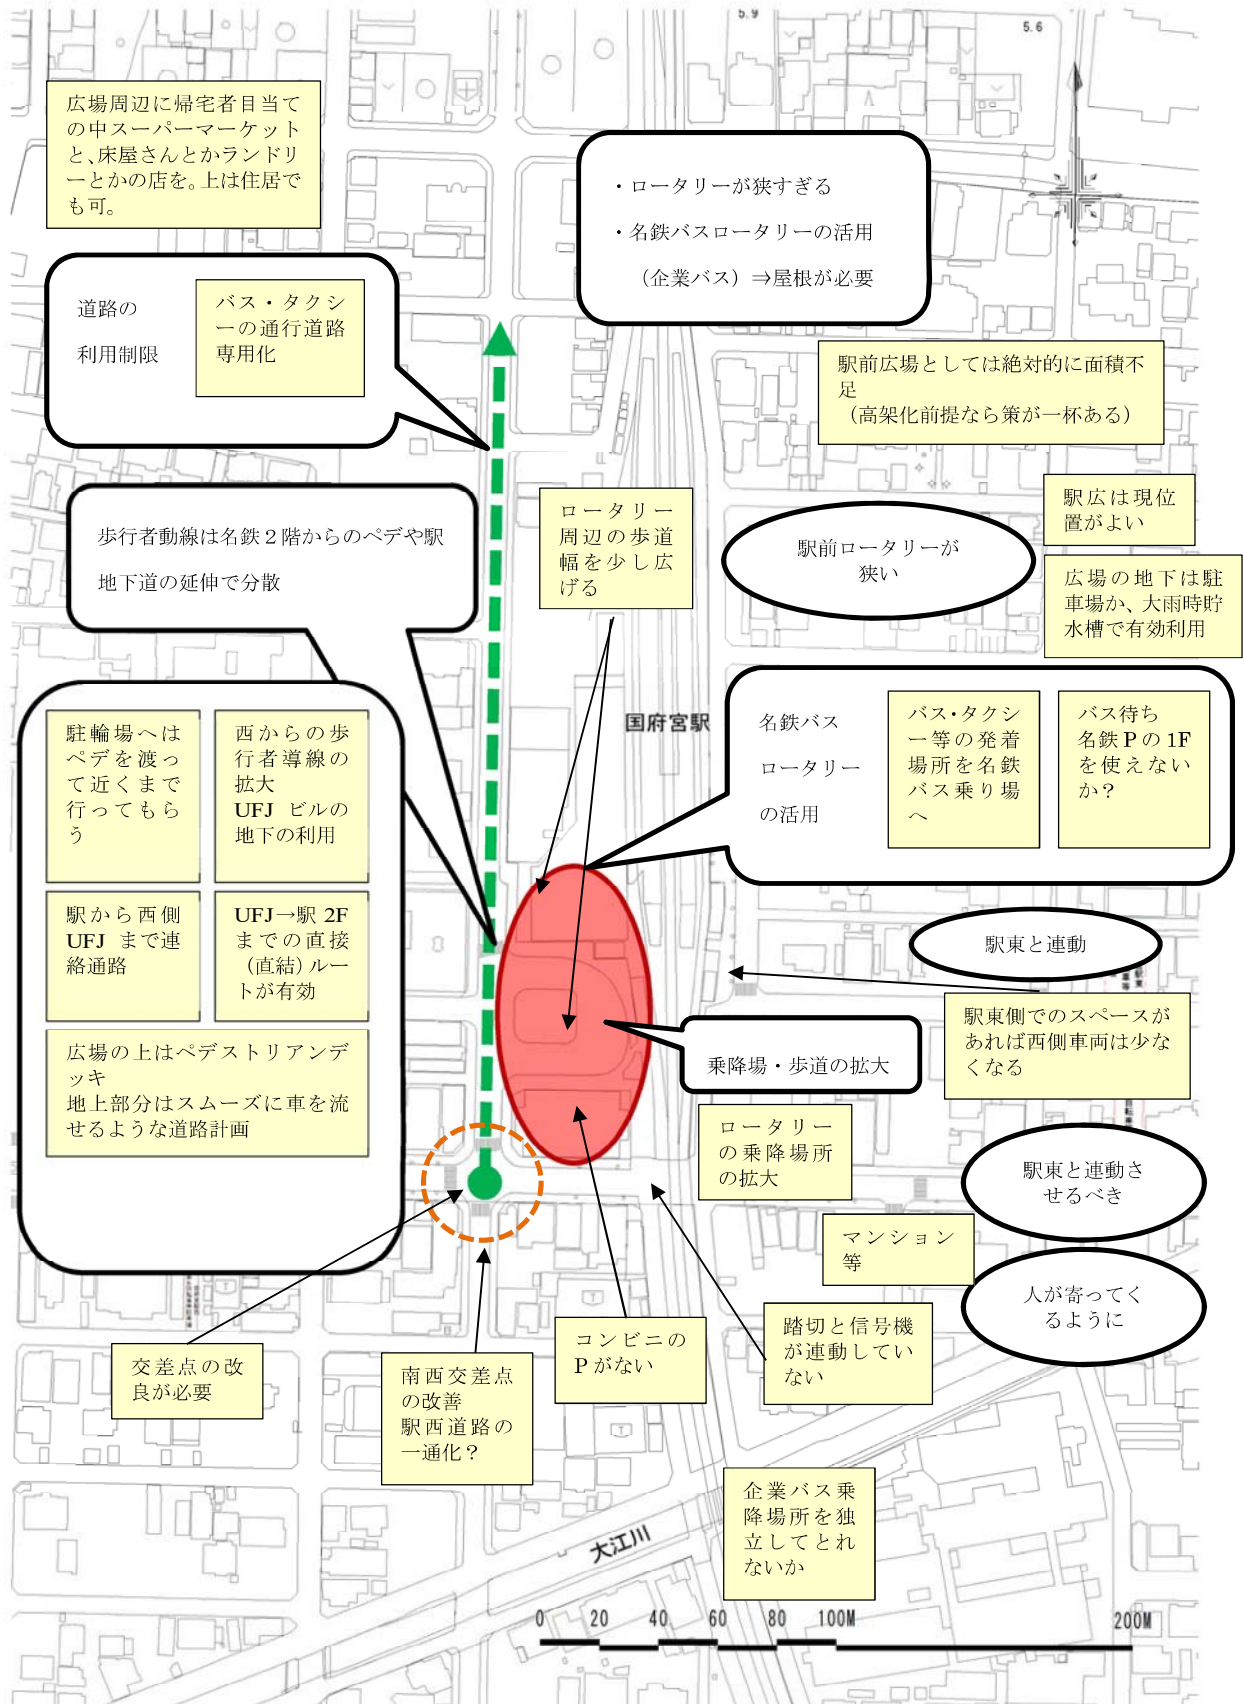 5.9
5.6
広場周辺に帰宅者目当て
の中スーパーマーケット
と、床屋さんとかランドリ
ーとかの店を。上は住居で
も可。
・ロータリーが狭すぎる
・名鉄バスロータリーの活用
（企業バス）⇒屋根が必要
道路の
利用制限
バス・タクシ
ーの通行道路
専用化
駅前広場としては絶対的に面積不
足
（高架化前提なら策が一杯ある）
歩行者動線は名鉄２階からのペデや駅
地下道の延伸で分散
ロータリー
周辺の歩道
幅を少し広
げる
駅前ロータリーが
狭い
駅広は現位
置がよい
広場の地下は駐
車場か、大雨時貯
水槽で有効利用
駐輪場へは
ペデを渡っ
て近くまで
行ってもら
う
西からの歩
行者導線の
拡大
UFJ ビルの
地下の利用
国府宮駅
名鉄バス
ロータリー
の活用
バス・タクシ
ー等の発着
場所を名鉄
バス乗り場
へ
バス待ち
名鉄Ｐの 1F
を使えない
か？
駅から西側
UFJ まで連
絡通路
UFJ→駅 2F
までの直接
（直結）ルー
トが有効
駅東と連動
駅東側でのスペースが
あれば西側車両は少な
くなる
広場の上はペデストリアンデ
ッキ
地上部分はスムーズに車を流
せるような道路計画
乗降場・歩道の拡大
ロータリー
の乗降場所
の拡大
駅東と連動さ
せるべき
マンション
等
人が寄ってく
るように
交差点の改
良が必要
南西交差点
の改善
駅西道路の
一通化？
コンビニの
Ｐがない
踏切と信号機
が連動してい
ない
企業バス乗
降場所を独
立してとれ
ないか
大江川
0 20 40 60 80 100M 200M